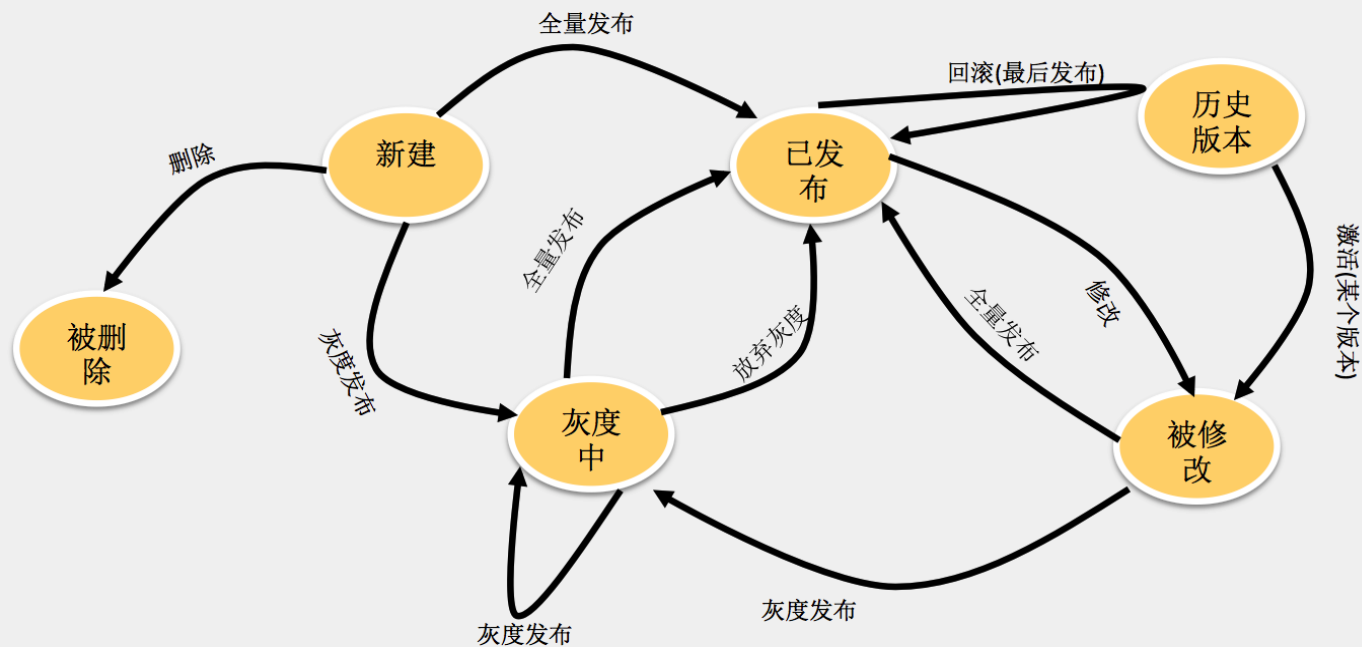 全量发布
回滚(最后发布)
历史
版本
新建
已发
布
删除
全量发布
激活(某个版本)
修改
全量发布
被删
除
灰度发布
放弃灰度
灰度
中
被修
改
灰度发布
灰度发布